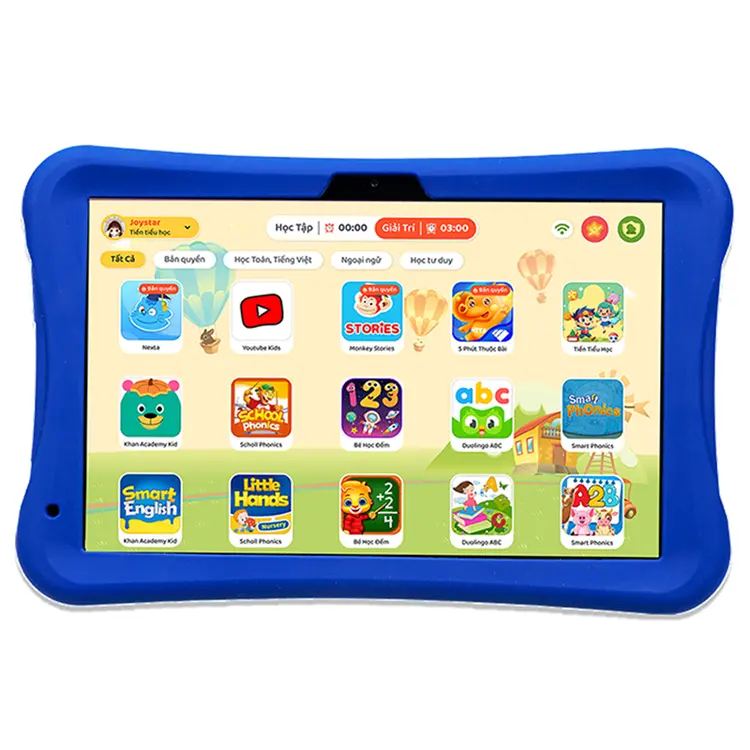 Joystar
Tiền tiểu học
Học Tập
00:00
Giải Trí
03:00
Tất Cả
Bản quyền
Học Toán, Tiếng Việt
Ngoại ngữ
Học tư duy
Bản quyền
Bản quyền
Bản quyền
STORIES
Nexta
Youtube Kids
Monkey Stories
5 Phút Thuộc Bài
Tiền Tiểu Học
SCHOOL
Phonics
123
abc
Smart
Phonics
Khan Academy Kid
Scholl Phonics
Bé Học Đếm
Duolingo ABC
Smart Phonics
Smart
English
Little
Hands
Nursery
2
+2
2
4
A
A2B
Khan Academy Kid
Scholl Phonics
Bé Học Đếm
Duolingo ABC
Smart Phonics